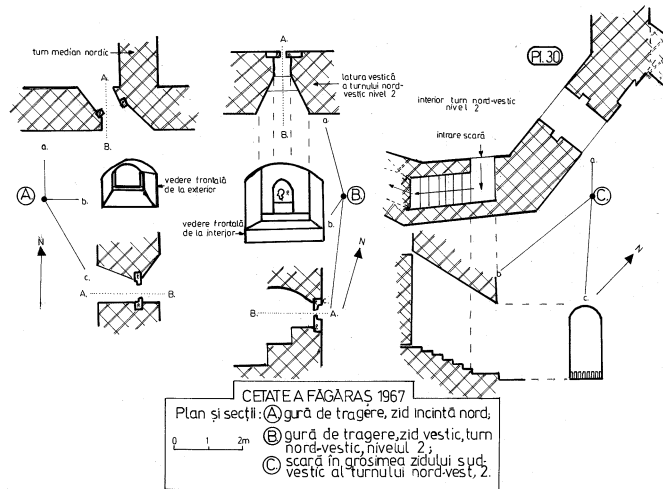 turn median nordic
A.
B.
a.
b.
c.
A
N
vedere frontală
de la exterior
A.
B.
A.
B.
latura vestică
a turnului nord-
vestic nivel 2
a.
b.
c.
B.
vedere frontală
de la interior
B.
A.
N
Pl.30
interior turn nord-vestic
nivel 2
intrare scară
a.
b
c.
C.
N
CETATEA FĂGĂRAȘ 1967
Plan și secții: A gură de tragere, zid incintă nord;
B. gură de tragere, zid vestic, turn
nord-vestic, nivelul 2;
C. scară în grosimea zidului sud-
vestic al turnului nord-vest, 2.
0 1 2m